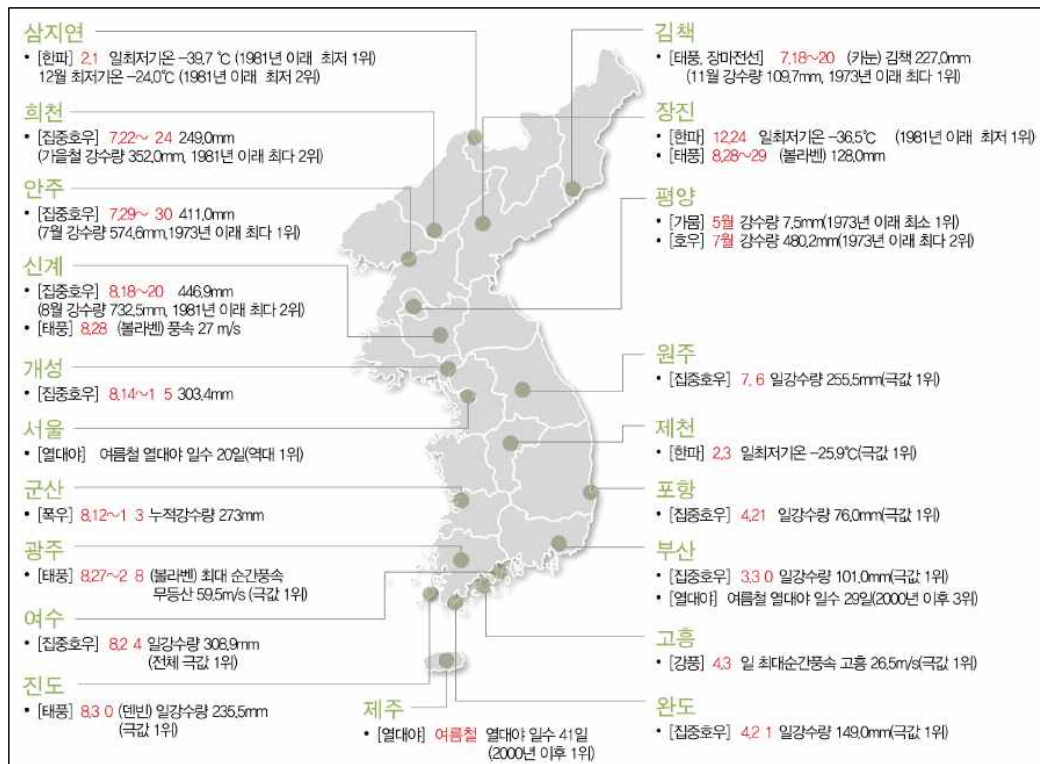 삼지연
• [한파] 2.1 일최저기온 -39.7 ℃ (1981년 이래 최저 1위)
12월 최저기온 -24.0℃ (1981년 이래 최저 2위)
희천
• [집중호우] 7.22~ 24 249.0mm
(가을철 강수량 352.0mm, 1981년 이래 최다 2위)
안주
• [집중호우] 7.29~ 30 411.0mm
(7월 강수량 574.6mm,1973년 이래 최다 1위)
신계
• [집중호우] 8.18~20 446.9mm
(8월 강수량 732.5mm, 1981년 이래 최다 2위)
• [태풍] 8.28 (볼라벤) 풍속 27 m/s
개성
• [집중호우] 8.14~1 5 303.4mm
서울
• [열대야] 여름철 열대야 일수 20일(역대 1위)
군산
• [폭우] 8.12~1 3 누적강수량 273mm
광주
• [태풍] 8.27~2 8 (볼라벤) 최대 순간풍속
무등산 59.5m/s (극값 1위)
여수
• [집중호우] 8.2 4 일강수량 308.9mm
(전체 극값 1위)
진도
• [태풍] 8.3 0 (덴빈) 일강수량 235.5mm
(극값 1위)
제주
• [열대야] 여름철 열대야 일수 41일
(2000년 이후 1위)
김책
• [태풍, 장마전선] 7.18~20 (카눈) 김책 227.0mm
(11월 강수량 109.7mm, 1973년 이래 최다 1위)
장진
• [한파] 12.24 일최저기온 -36.5℃ (1981년 이래 최저 1위)
• [태풍] 8.28~29 (볼라벤) 128.0mm
평양
• [가뭄] 5월 강수량 7.5mm(1973년 이래 최소 1위)
• [호우] 7월 강수량 480.2mm(1973년 이래 최다 2위)
원주
• [집중호우] 7. 6 일강수량 255.5mm(극값 1위)
제천
• [한파] 2.3 일최저기온 -25.9℃(극값 1위)
포항
• [집중호우] 4.21 일강수량 76.0mm(극값 1위)
부산
• [집중호우] 3.3 0 일강수량 101.0mm(극값 1위)
• [열대야] 여름철 열대야 일수 29일(2000년 이후 3위)
고흥
• [강풍] 4.3 일 최대순간풍속 고흥 26.5m/s(극값 1위)
완도
• [집중호우] 4.2 1 일강수량 149.0mm(극값 1위)